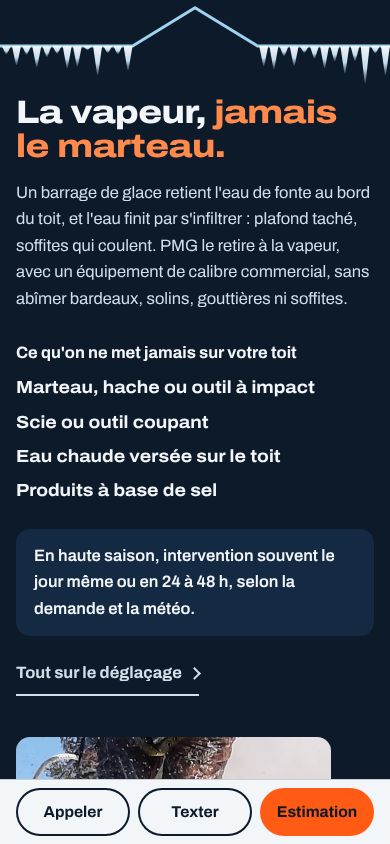 La vapeur, jamais
le marteau.
Un barrage de glace retient l'eau de fonte au bord
du toit, et l'eau finit par s'infiltrer : plafond taché,
soffites qui coulent. PMG le retire à la vapeur,
avec un équipement de calibre commercial, sans
abîmer bardeaux, solins, gouttières ni soffites.
Ce qu'on ne met jamais sur votre toit
Marteau, hache ou outil à impact
Scie ou outil coupant
Eau chaude versée sur le toit
Produits à base de sel
En haute saison, intervention souvent le
jour même ou en 24 à 48 h, selon la
demande et la météo.
Tout sur le déglaçage
Appeler
Texter
Estimation